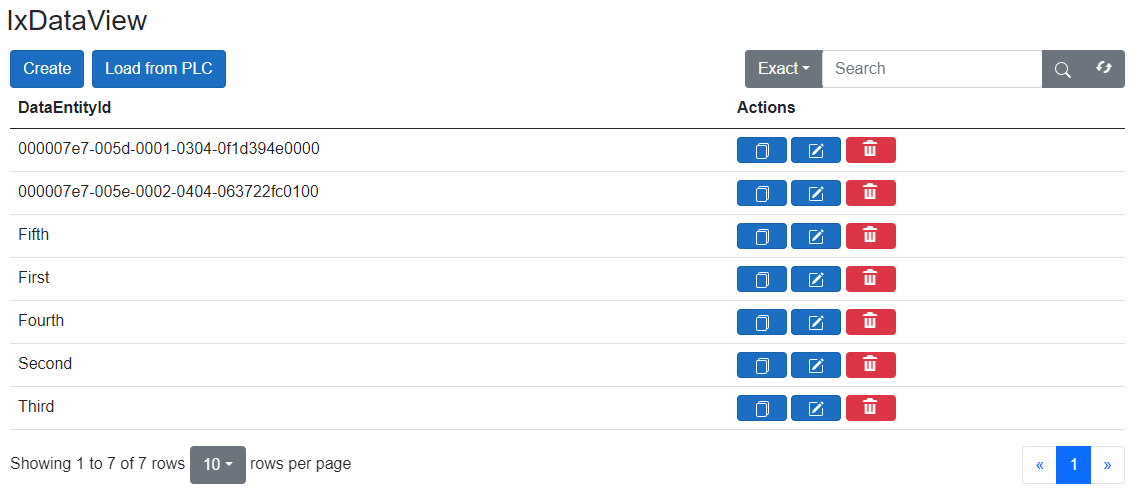 IxDataView
Create Load from PLC Exact Search
DataEntityId Actions
000007e7-005d-0001-0304-0f1d394e0000
000007e7-005e-0002-0404-063722fc0100
Fifth
First
Fourth
Second
Third
Showing 1 to 7 of 7 rows 10 rows per page « 1 »